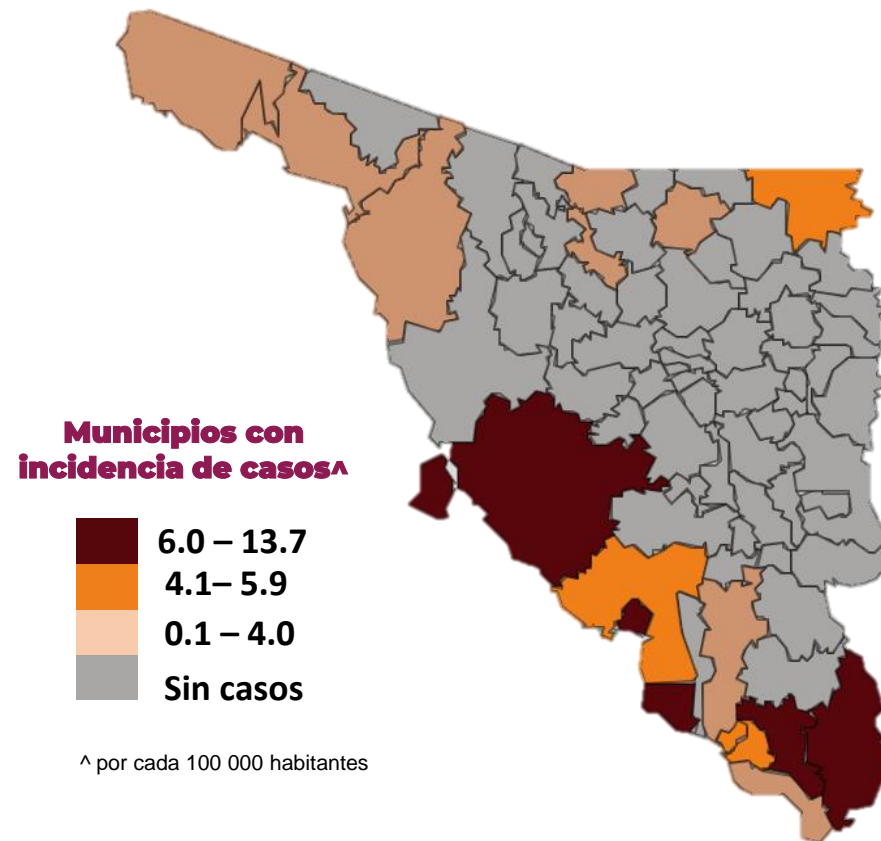 Municipios con
incidencia de casos^
6.0 – 13.7
4.1– 5.9
0.1 – 4.0
Sin casos
^ por cada 100 000 habitantes